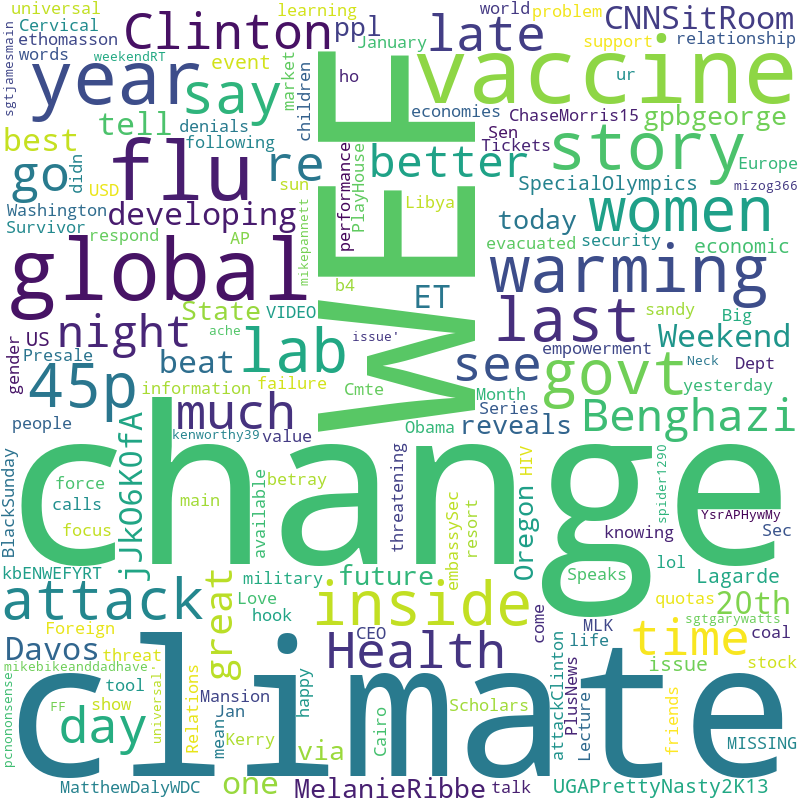 universal
Cervical
ethomasson
words
sgtjamesmain
weekendRT
Clinton
learning
event
ppl
January
late
world
problem
support
CNNSitRoom
relationship
year
say
market
children
ho
economies
ur
vaccine
tell
denials
following
ChaseMorris15
gpbgeorge
best
didn
USD
flu
re
sun
performance
PlayHouse
better
Sen
Tickets
story
Europe
go
SpecialOlympics
mizog366
Washington
Survivor
developing
mikepannett
Libya
today
women
respond
AP
WEF
evacuated
security
economic
global
b4
warming
State
VIDEO
ET
sandy
Big
night
ache
issue'
last
Weekend
US
gender
Presale
beat
lab
see
empowerment
Neck
Dept
45p
information
failure
Cmte
Month
Series
govt
yesterday
people
much
kenworthy39
value
Obama
reveals
Benghazi
change
BlackSunday
force
calls
focus
jJkO6K0fA
main
betray
available
threatening
embassySec
HIV
resort
Oregon
spider1290
YsrAPHywMy
knowing
Sec
kbENWEFYRT
military
future
Speaks
lol
Lagarde
attack
great
Love
hook
inside
come
MLK
quotas
20th
sgtgarywatts
Foreign
Davos
threat
Health
CEO
life
time
coal
mikebikeanddadhave
issue
stock
climate
pcnononsense
tool
show
FF
universal
Relations
Mansion
Jan
mean
happy
Scholars
attackClinton
PlusNews
Lecture
friends
MISSING
day
Kerry
via
Cairo
MatthewDalyWDC
one
MelanieRibbe
talk
UGAPrettyNasty2K13